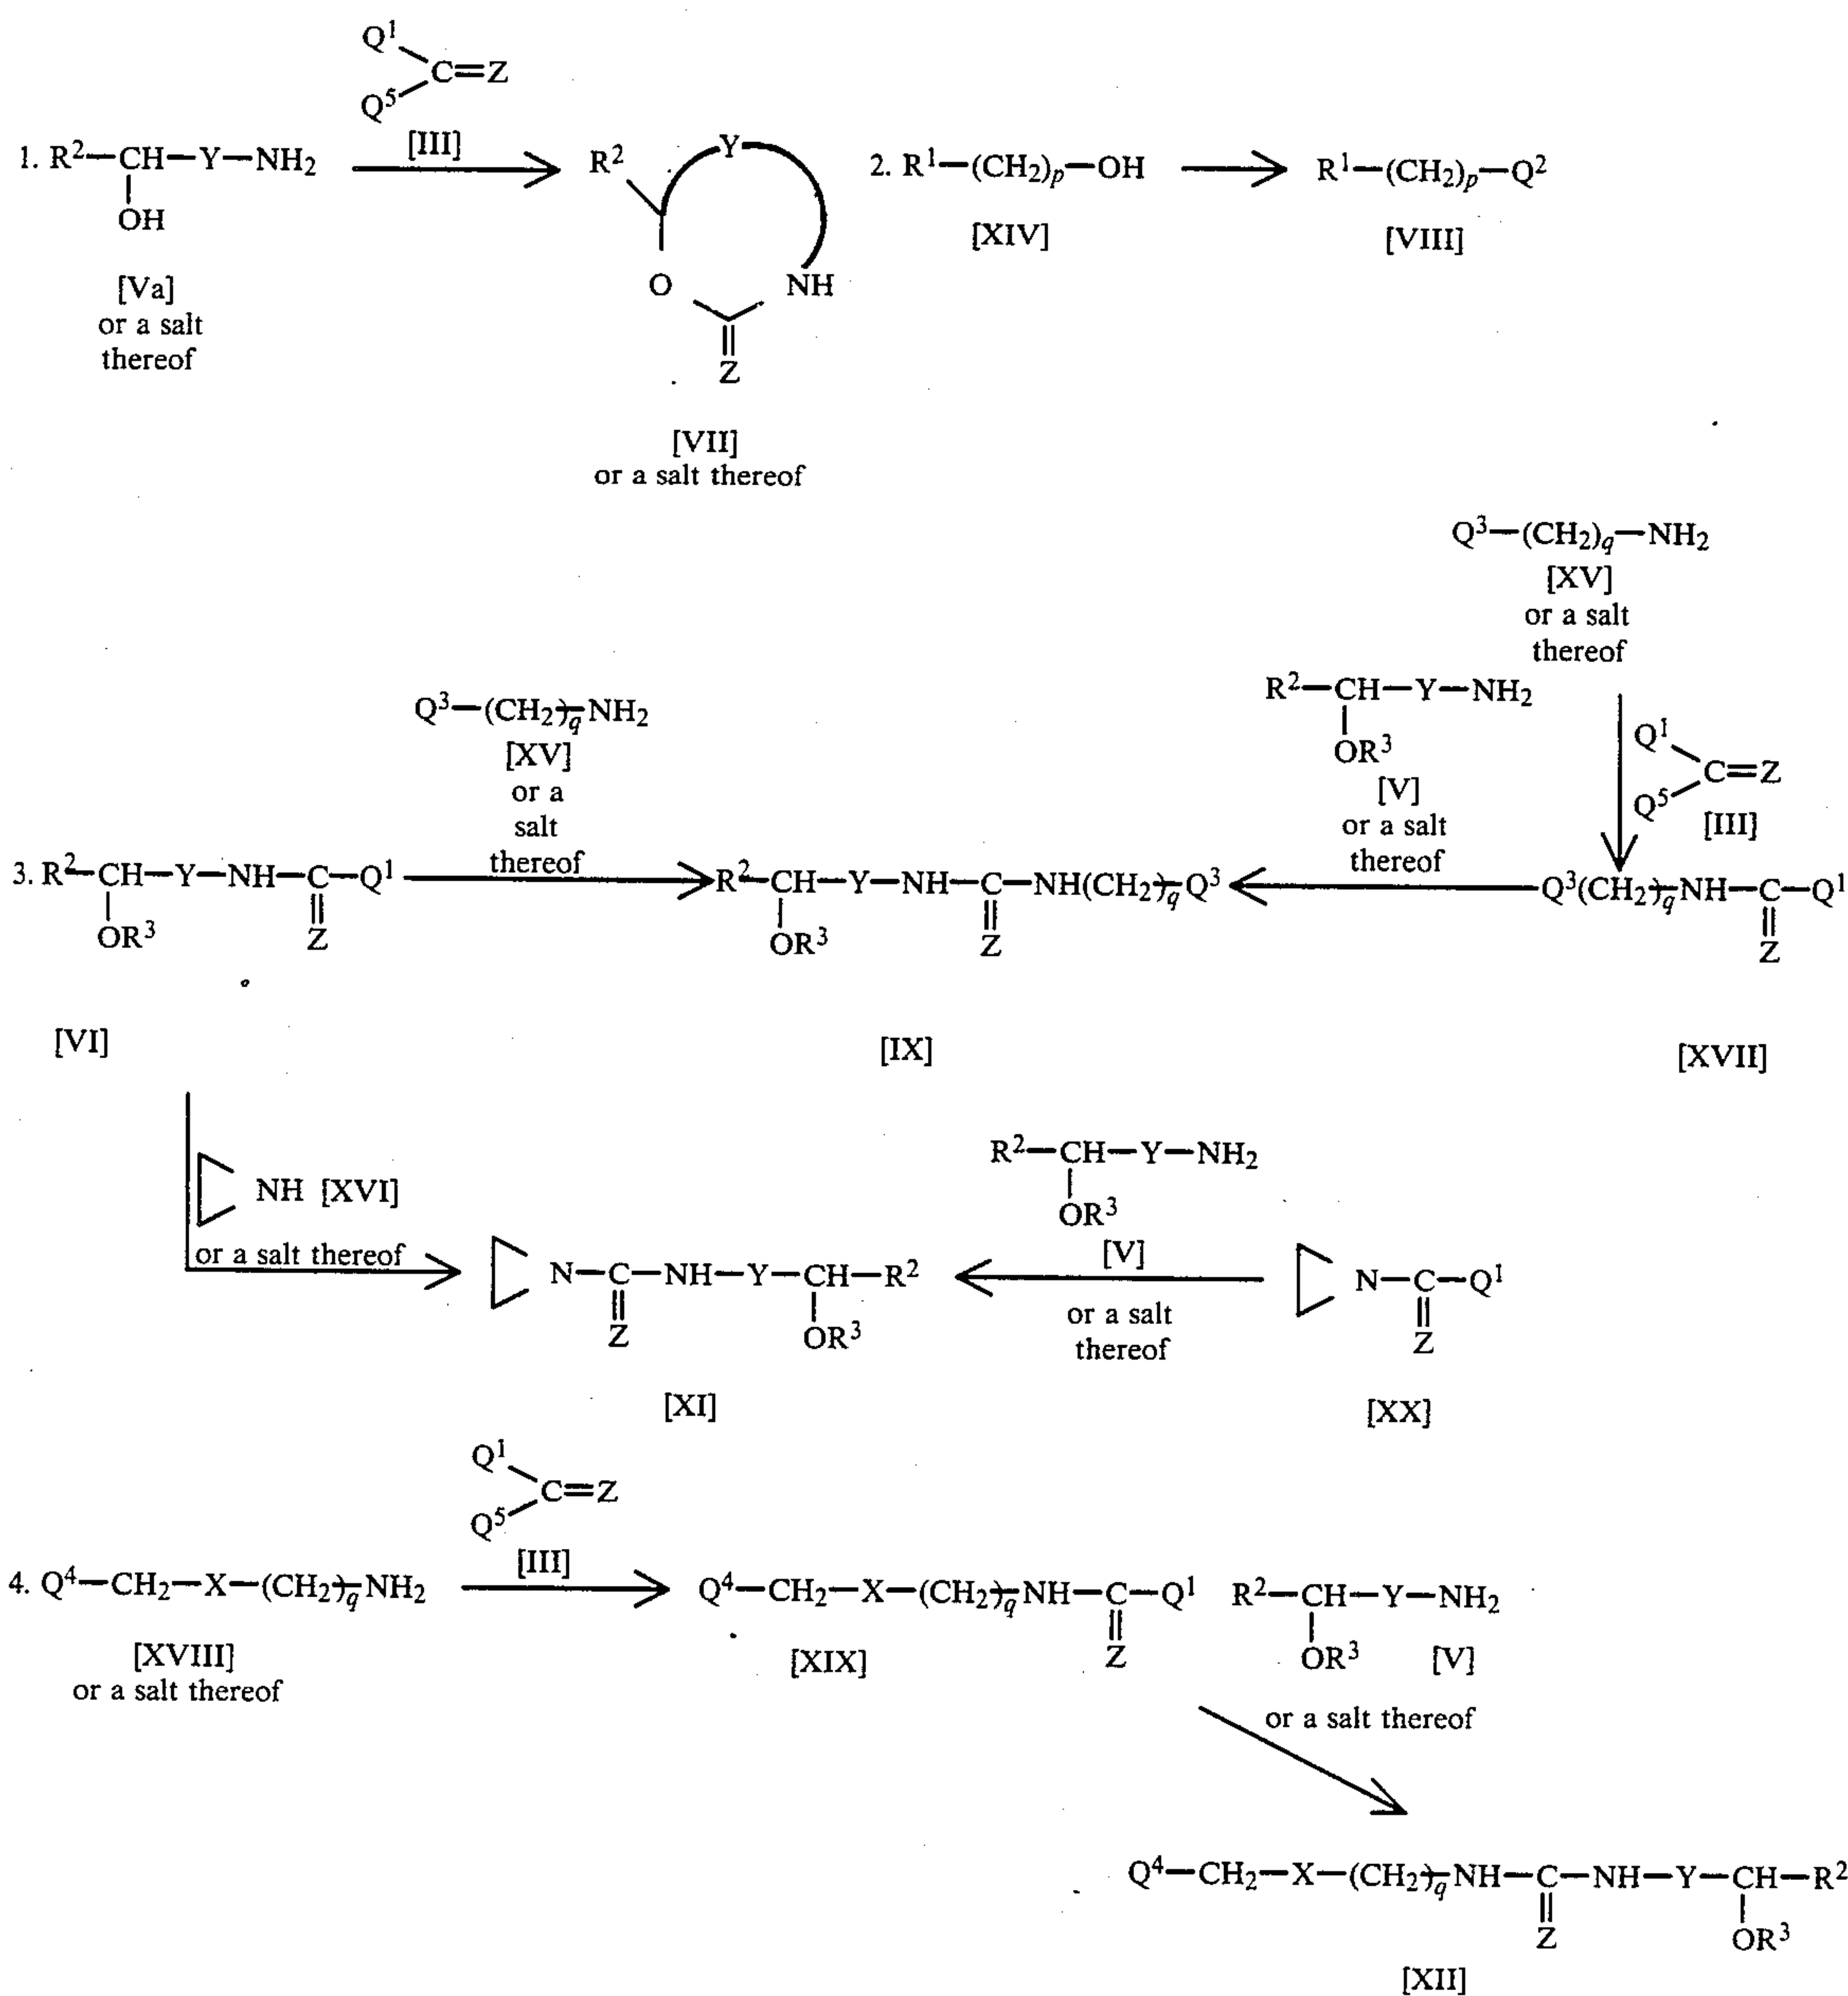 Q¹
C=Z
Q⁵
[III]
1. R²—CH—Y—NH₂
OH
[Va]
or a salt
thereof
R²
Y
O
NH
Z
[VII]
or a salt thereof
2. R¹—(CH₂)ₚ—OH
[XIV]
R¹—(CH₂)ₚ—Q²
[VIII]
Q³—(CH₂)q—NH₂
[XV]
or a salt
thereof
Q¹
C=Z
Q⁵
[III]
R²—CH—Y—NH₂
OR³
[V]
or a salt
thereof
Q³—(CH₂)q—NH₂
[XV]
or a
salt
thereof
3. R²—CH—Y—NH—C—Q¹
OR³
Z
[VI]
R²—CH—Y—NH—C—NH(CH₂)q—Q³
OR³
Z
[IX]
Q³(CH₂)q—NH—C—Q¹
Z
[XVII]
NH [XVI]
or a salt thereof
N—C—NH—Y—CH—R²
Z
OR³
[XI]
R²—CH—Y—NH₂
OR³
[V]
or a salt
thereof
N—C—Q¹
Z
[XX]
Q¹
C=Z
Q⁵
[III]
4. Q⁴—CH₂—X—(CH₂)q—NH₂
[XVIII]
or a salt thereof
Q⁴—CH₂—X—(CH₂)q—NH—C—Q¹
Z
[XIX]
R²—CH—Y—NH₂
OR³
[V]
or a salt thereof
Q⁴—CH₂—X—(CH₂)q—NH—C—NH—Y—CH—R²
Z
OR³
[XII]